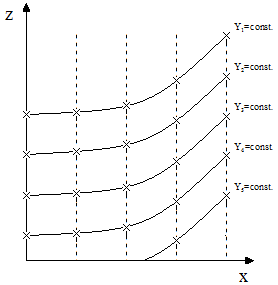 Z
Y1=const.
Y2=const.
Y3=const.
Y4=const.
Y5=const.
X